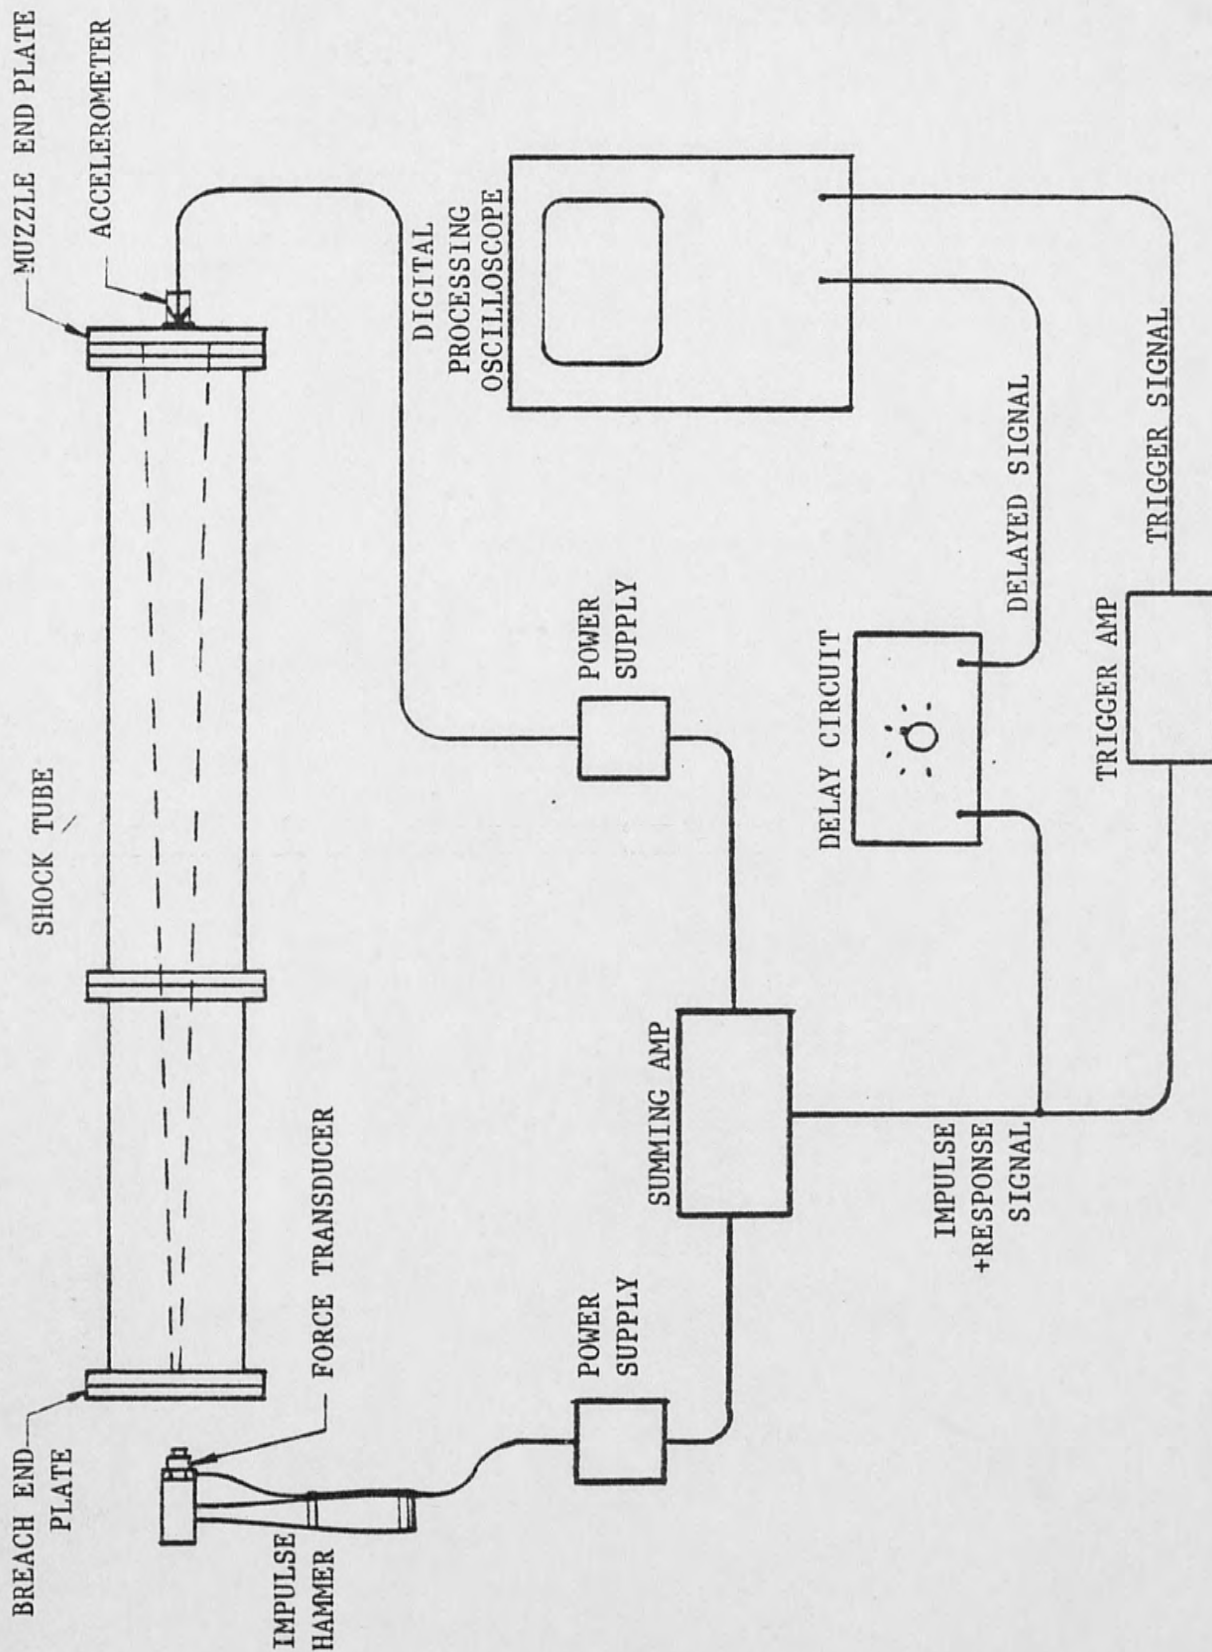 MUZZLE END PLATE
ACCELEROMETER
SHOCK TUBE
BREACH END
PLATE
FORCE TRANSDUCER
IMPULSE
HAMMER
DIGITAL
PROCESSING
OSCILLOSCOPE
POWER
SUPPLY
POWER
SUPPLY
SUMMING AMP
DELAY CIRCUIT
DELAYED SIGNAL
IMPULSE
+RESPONSE
SIGNAL
TRIGGER AMP
TRIGGER SIGNAL